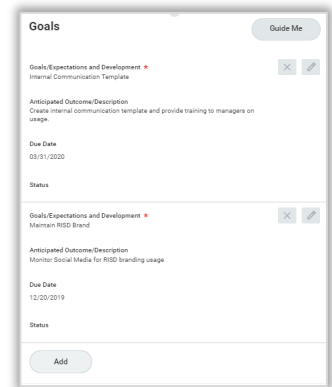 Goals
Guide Me
Goals/Expectations and Development *
Internal Communication Template
Anticipated Outcome/Description
Create internal communication template and provide training to managers on
usage.
Due Date
03/31/2020
Status
Goals/Expectations and Development *
Maintain RISD Brand
Anticipated Outcome/Description
Monitor Social Media for RISD branding usage
Due Date
12/20/2019
Status
Add